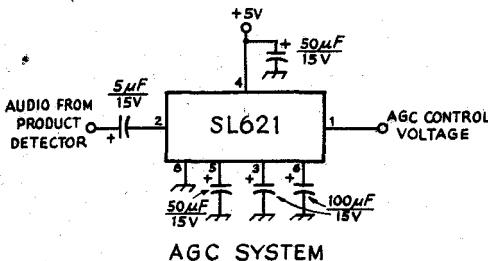 +5V
+ 50µF
15V
4
5µF
15V
AUDIO FROM
PRODUCT
DETECTOR
+
2
SL621
1
AGC CONTROL
VOLTAGE
8 5 3 6
+ + +
50µF
15V
100µF
15V
AGC SYSTEM